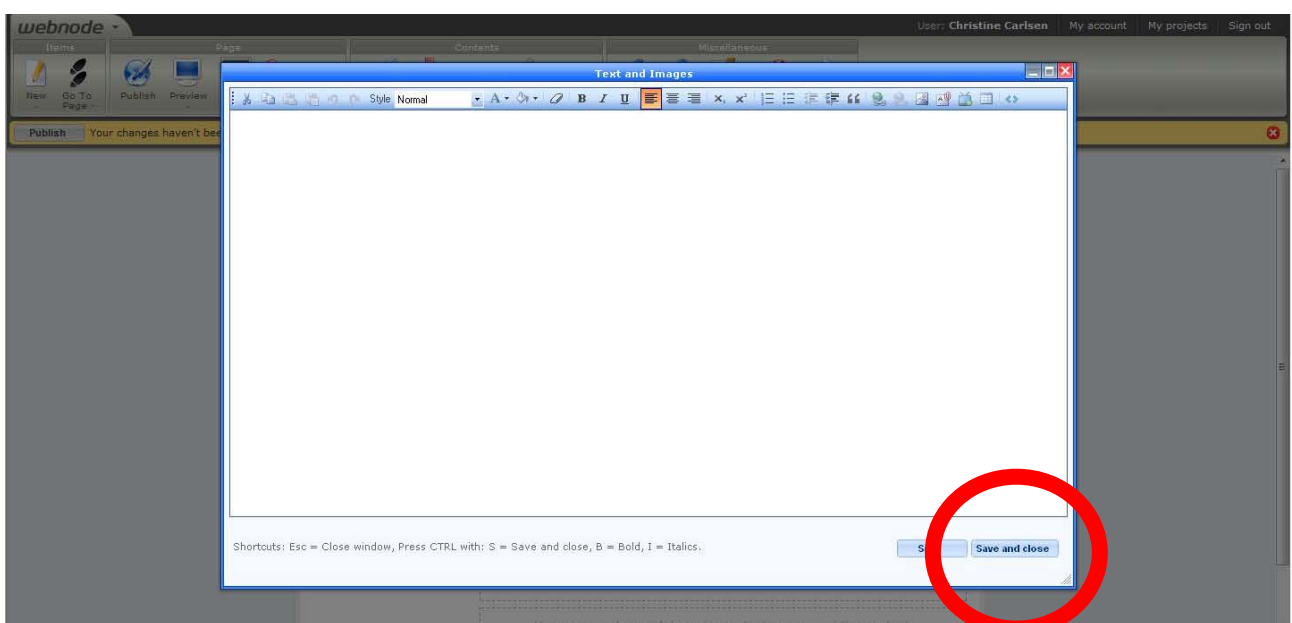 webnode
User: Christine Carlsen My account My projects Sign out
Items Page Contents Miscellaneous
New Go To Page Publish Preview
Text and Images
Style Normal
Publish Your changes haven't bee
Shortcuts: Esc = Close window, Press CTRL with: S = Save and close, B = Bold, I = Italics.
Save and close